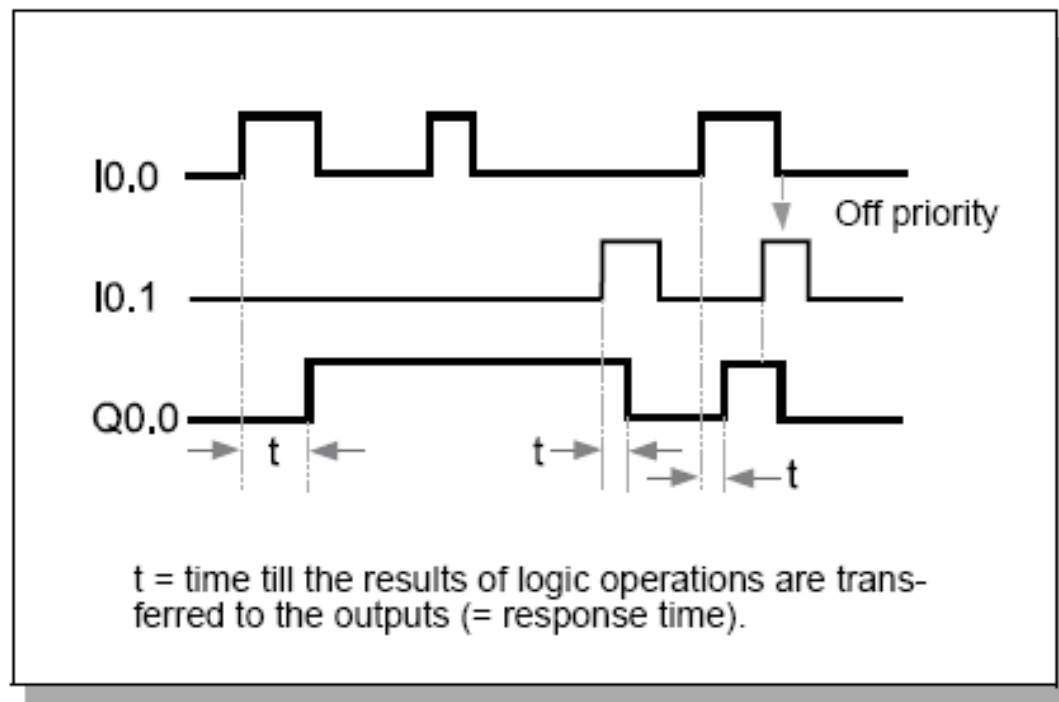 I0.0
Off priority
I0.1
Q0.0
t
t
t
t = time till the results of logic operations are trans-
ferred to the outputs (= response time).